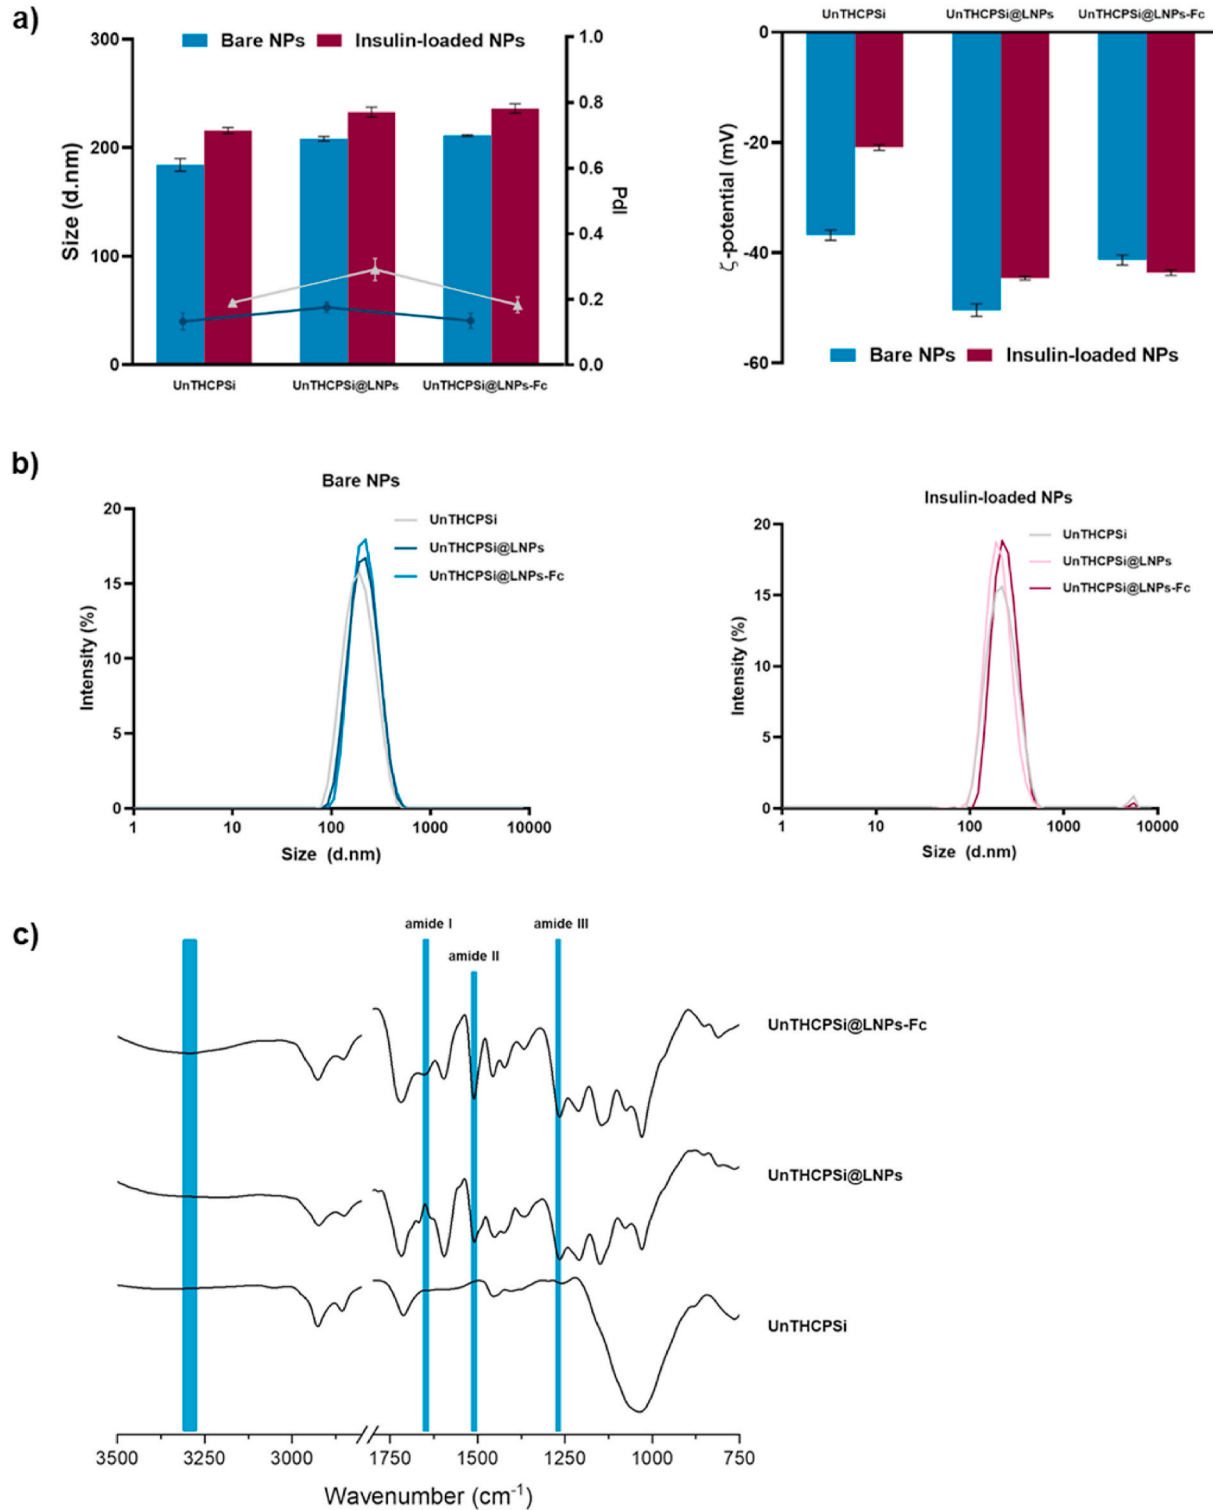 a)
Bare NPs
Insulin-loaded NPs
Size (d.nm)
300
200
100
0
1.0
0.8
0.6
0.4
0.2
0.0
PdI
UnTHCPSi
UnTHCPSi@LNPs
UnTHCPSi@LNPs-Fc
UnTHCPSi
UnTHCPSi@LNPs
UnTHCPSi@LNPs-Fc
ζ-potential (mV)
0
-20
-40
-60
Bare NPs
Insulin-loaded NPs
b)
Bare NPs
Intensity (%)
20
15
10
5
0
UnTHCPSi
UnTHCPSi@LNPs
UnTHCPSi@LNPs-Fc
1
10
100
1000
10000
Size (d.nm)
Insulin-loaded NPs
Intensity (%)
20
15
10
5
0
UnTHCPSi
UnTHCPSi@LNPs
UnTHCPSi@LNPs-Fc
1
10
100
1000
10000
Size (d.nm)
c)
amide I
amide II
amide III
UnTHCPSi@LNPs-Fc
UnTHCPSi@LNPs
UnTHCPSi
3500
3250
3000
1750
1500
1250
1000
750
Wavenumber (cm⁻¹)